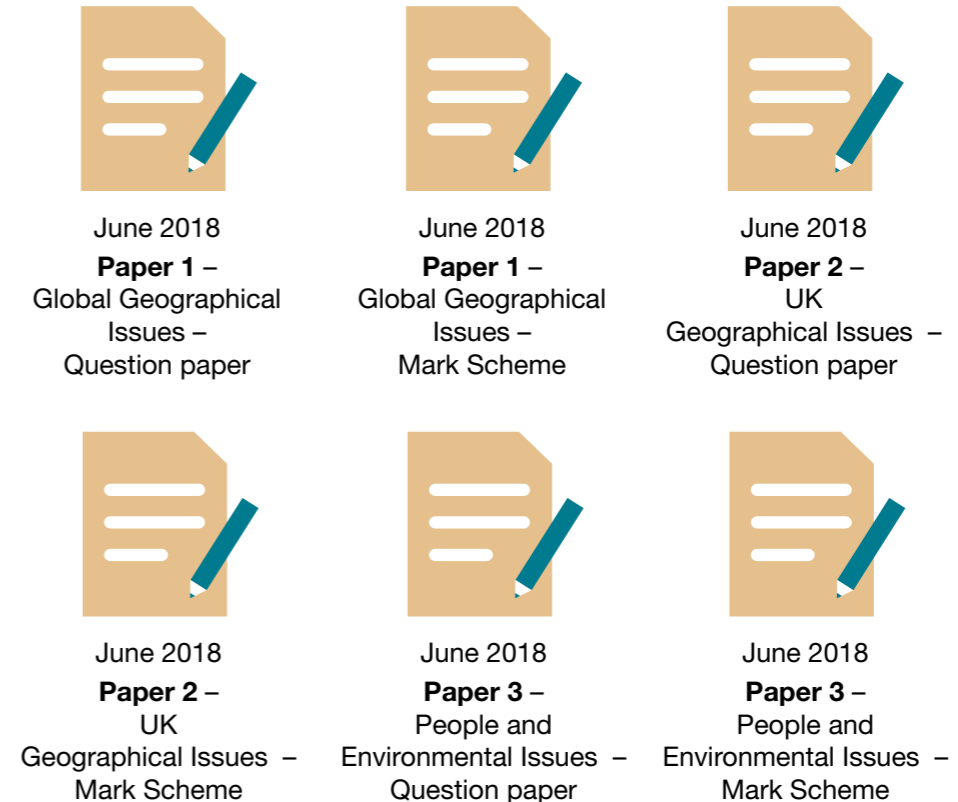 June 2018
Paper 1 –
Global Geographical
Issues –
Question paper
June 2018
Paper 1 –
Global Geographical
Issues –
Mark Scheme
June 2018
Paper 2 –
UK
Geographical Issues –
Question paper
June 2018
Paper 2 –
UK
Geographical Issues –
Mark Scheme
June 2018
Paper 3 –
People and
Environmental Issues –
Question paper
June 2018
Paper 3 –
People and
Environmental Issues –
Mark Scheme